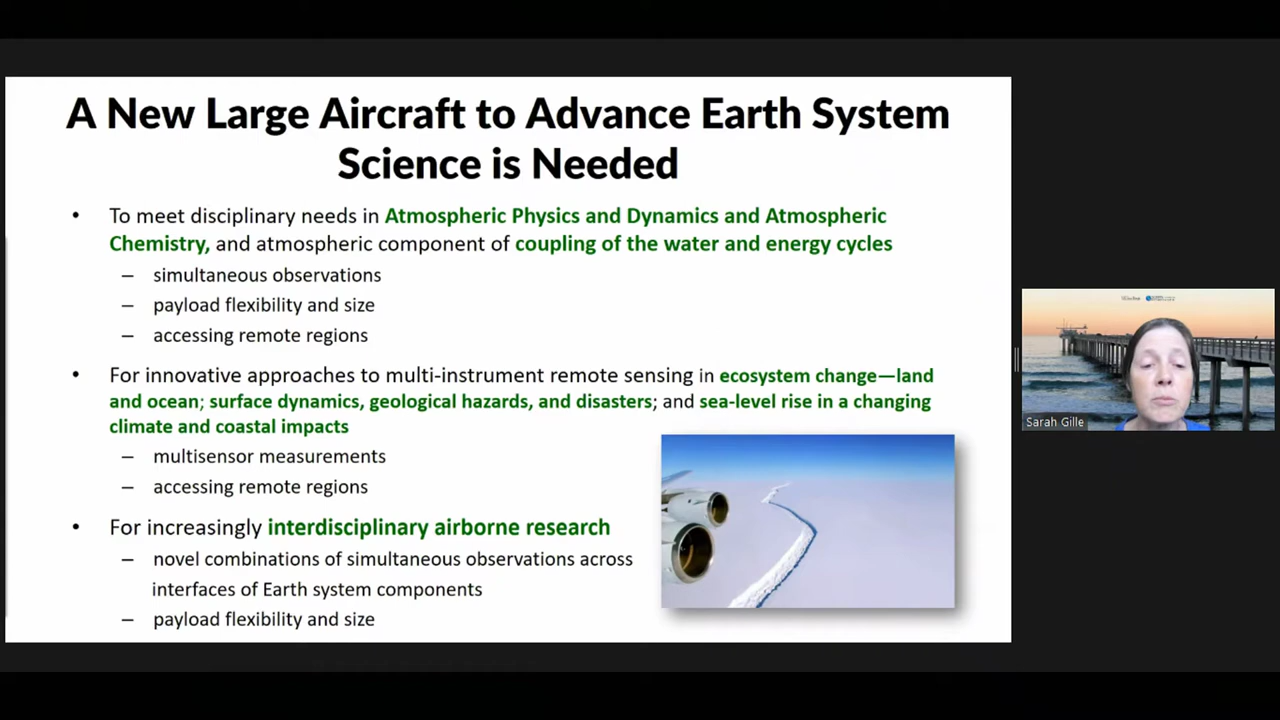 A New Large Aircraft to Advance Earth System
Science is Needed
• To meet disciplinary needs in Atmospheric Physics and Dynamics and Atmospheric
Chemistry, and atmospheric component of coupling of the water and energy cycles
– simultaneous observations
– payload flexibility and size
– accessing remote regions
• For innovative approaches to multi-instrument remote sensing in ecosystem change—land
and ocean; surface dynamics, geological hazards, and disasters; and sea-level rise in a changing
climate and coastal impacts
– multisensor measurements
– accessing remote regions
• For increasingly interdisciplinary airborne research
– novel combinations of simultaneous observations across
interfaces of Earth system components
– payload flexibility and size
Sarah Gille